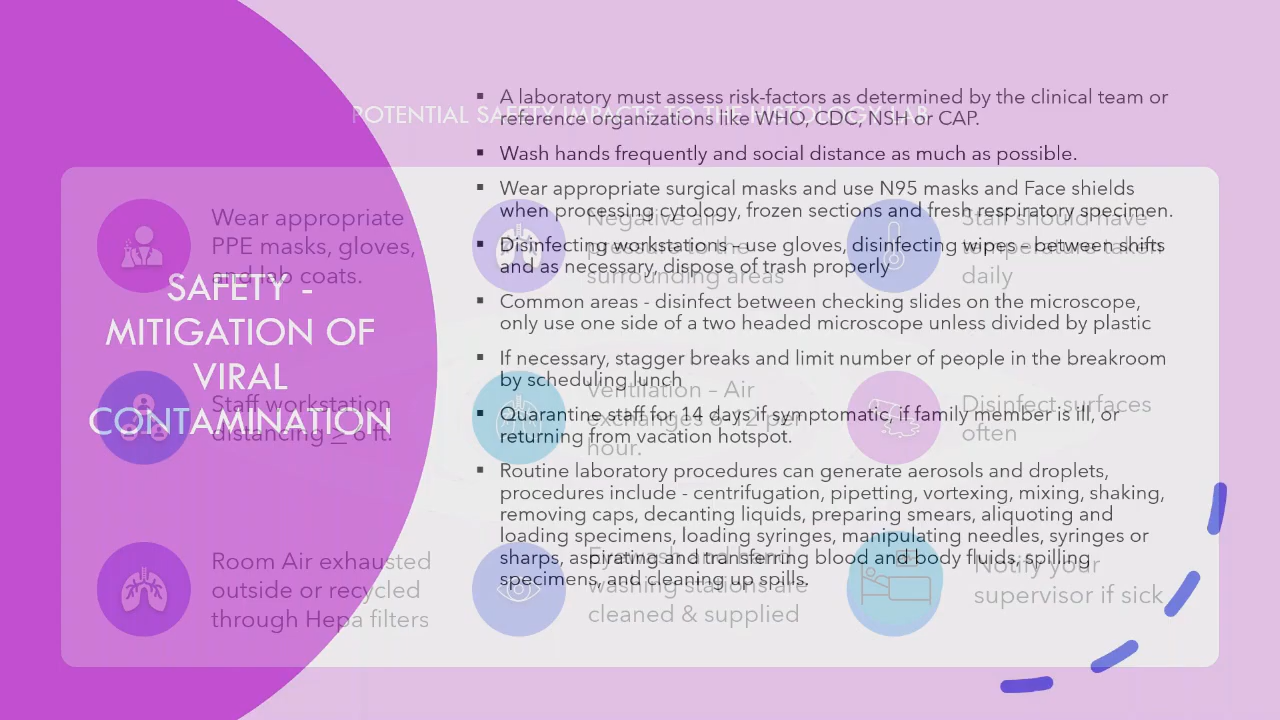 POTENTIAL SAFETY IMPACTS TO THE HISTOLOGY LAB
Wear appropriate
PPE masks, gloves,
and lab coats.
Negative air
pressure to the
surrounding areas
Staff should have
temperature taken
daily
Staff workstation
distancing ≥ 6 ft.
Ventilation – Air
exchanges 6-12 per
hour.
Disinfect surfaces
often
Room Air exhausted
outside or recycled
through Hepa filters
Eyewash and hand
washing stations are
cleaned & supplied
Notify your
supervisor if sick
SAFETY -
MITIGATION OF
VIRAL
CONTAMINATION
▪ A laboratory must assess risk-factors as determined by the clinical team or
reference organizations like WHO, CDC, NSH or CAP.
▪ Wash hands frequently and social distance as much as possible.
▪ Wear appropriate surgical masks and use N95 masks and Face shields
when processing cytology, frozen sections and fresh respiratory specimen.
▪ Disinfecting workstations – use gloves, disinfecting wipes – between shifts
and as necessary, dispose of trash properly
▪ Common areas - disinfect between checking slides on the microscope,
only use one side of a two headed microscope unless divided by plastic
▪ If necessary, stagger breaks and limit number of people in the breakroom
by scheduling lunch
▪ Quarantine staff for 14 days if symptomatic, if family member is ill, or
returning from vacation hotspot.
▪ Routine laboratory procedures can generate aerosols and droplets,
procedures include - centrifugation, pipetting, vortexing, mixing, shaking,
removing caps, decanting liquids, preparing smears, aliquoting and
loading specimens, loading syringes, manipulating needles, syringes or
sharps, aspirating and transferring blood and body fluids, spilling
specimens, and cleaning up spills.